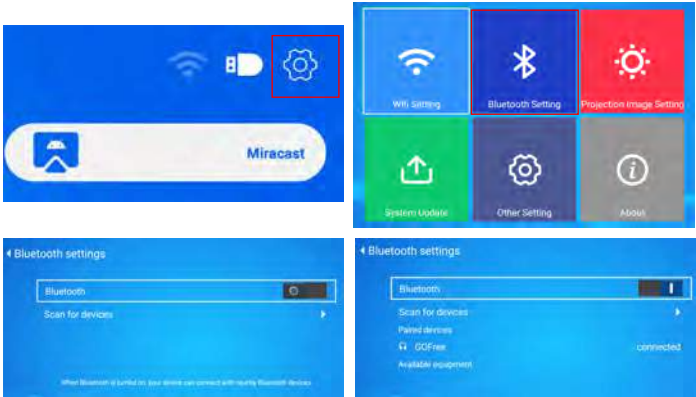 Miracast
Wifi Setting
Bluetooth Setting
Projection Image Setting
System Update
Other Setting
About
Bluetooth settings
Bluetooth
Scan for devices
When Bluetooth is turned on, your device can connect with nearby Bluetooth devices
Bluetooth settings
Bluetooth
Scan for devices
Paired devices
GOFree connected
Available equipment